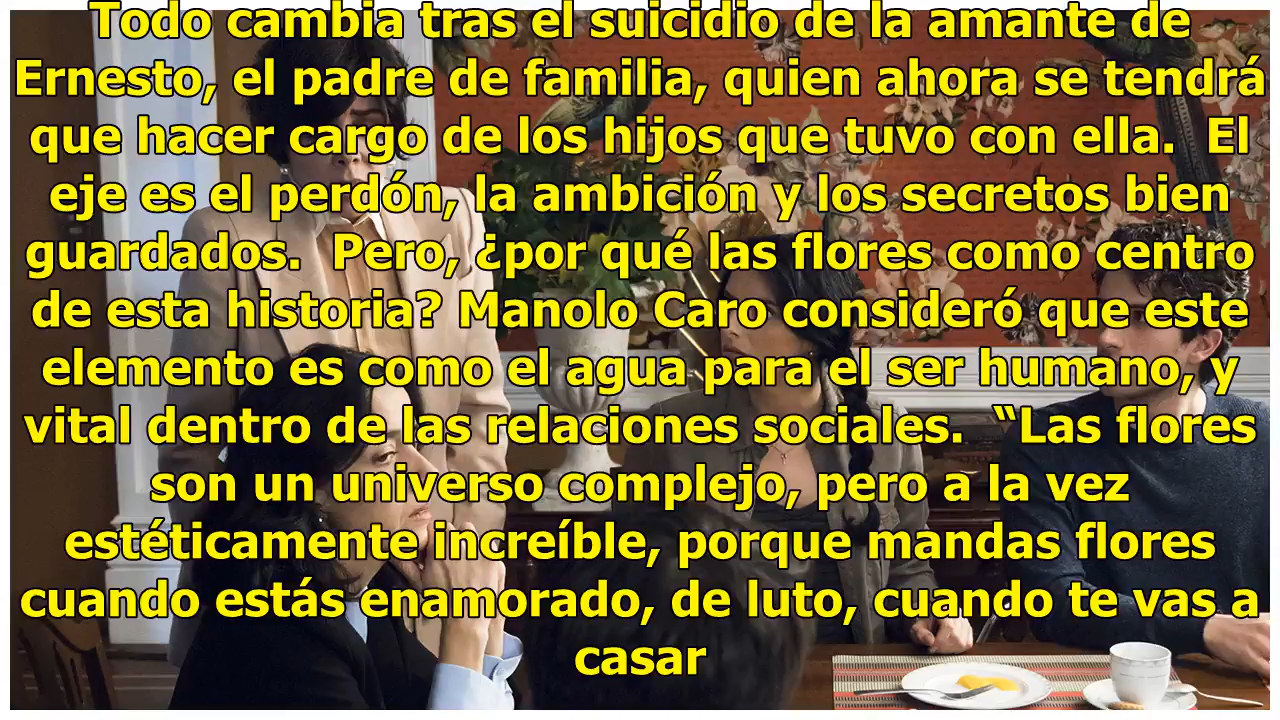 Todo cambia tras el suicidio de la amante de
Ernesto, el padre de familia, quien ahora se tendrá
que hacer cargo de los hijos que tuvo con ella.  El
eje es el perdón, la ambición y los secretos bien
guardados.  Pero, ¿por qué las flores como centro
de esta historia? Manolo Caro consideró que este
elemento es como el agua para el ser humano, y
vital dentro de las relaciones sociales.  “Las flores
son un universo complejo, pero a la vez
estéticamente increíble, porque mandas flores
cuando estás enamorado, de luto, cuando te vas a
casar